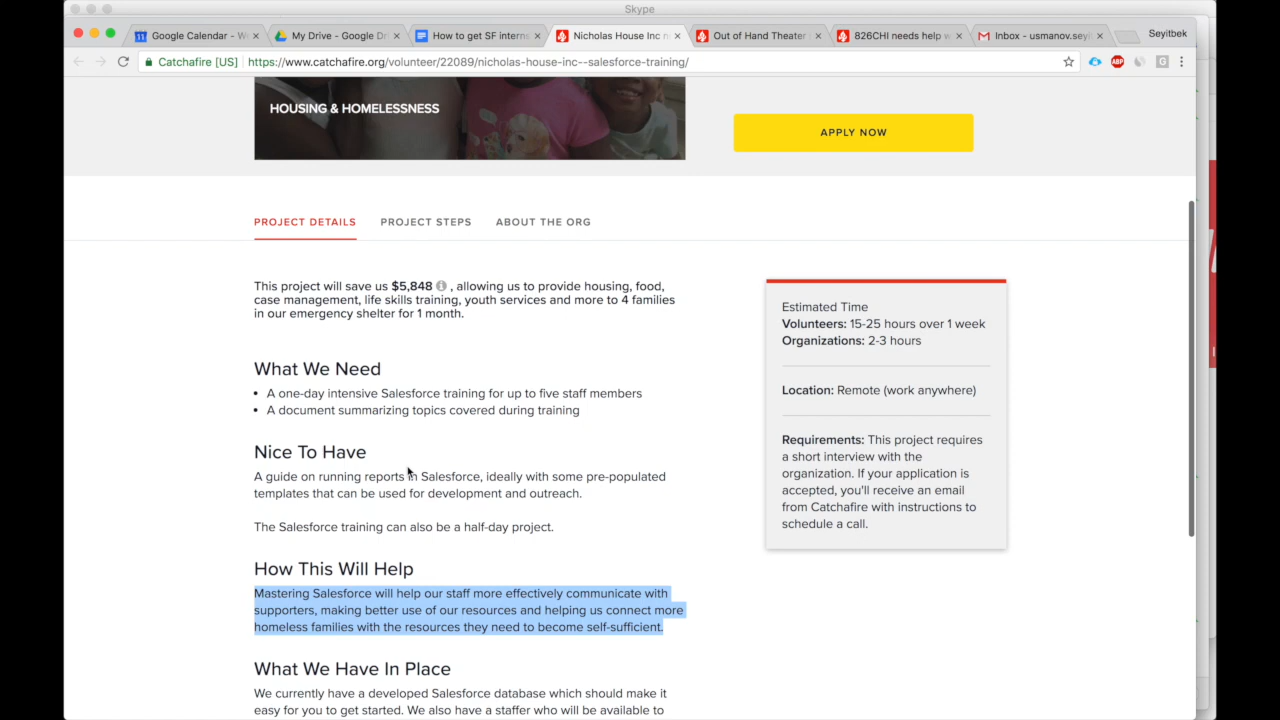 Skype
Google Calendar - W
My Drive - Google Dr
How to get SF interns
Nicholas House Inc n
Out of Hand Theater
826CHI needs help w
Inbox - usmanov.seyi
Seyitbek
Catchafire [US]
https://www.catchafire.org/volunteer/22089/nicholas-house-inc--salesforce-training/
ABP
G
HOUSING & HOMELESSNESS
APPLY NOW
PROJECT DETAILS
PROJECT STEPS
ABOUT THE ORG
This project will save us $5,848 , allowing us to provide housing, food,
case management, life skills training, youth services and more to 4 families
in our emergency shelter for 1 month.
What We Need
• A one-day intensive Salesforce training for up to five staff members
• A document summarizing topics covered during training
Nice To Have
A guide on running reports in Salesforce, ideally with some pre-populated
templates that can be used for development and outreach.
The Salesforce training can also be a half-day project.
How This Will Help
Mastering Salesforce will help our staff more effectively communicate with
supporters, making better use of our resources and helping us connect more
homeless families with the resources they need to become self-sufficient.
What We Have In Place
We currently have a developed Salesforce database which should make it
easy for you to get started. We also have a staffer who will be available to
Estimated Time
Volunteers: 15-25 hours over 1 week
Organizations: 2-3 hours
Location: Remote (work anywhere)
Requirements: This project requires
a short interview with the
organization. If your application is
accepted, you'll receive an email
from Catchafire with instructions to
schedule a call.